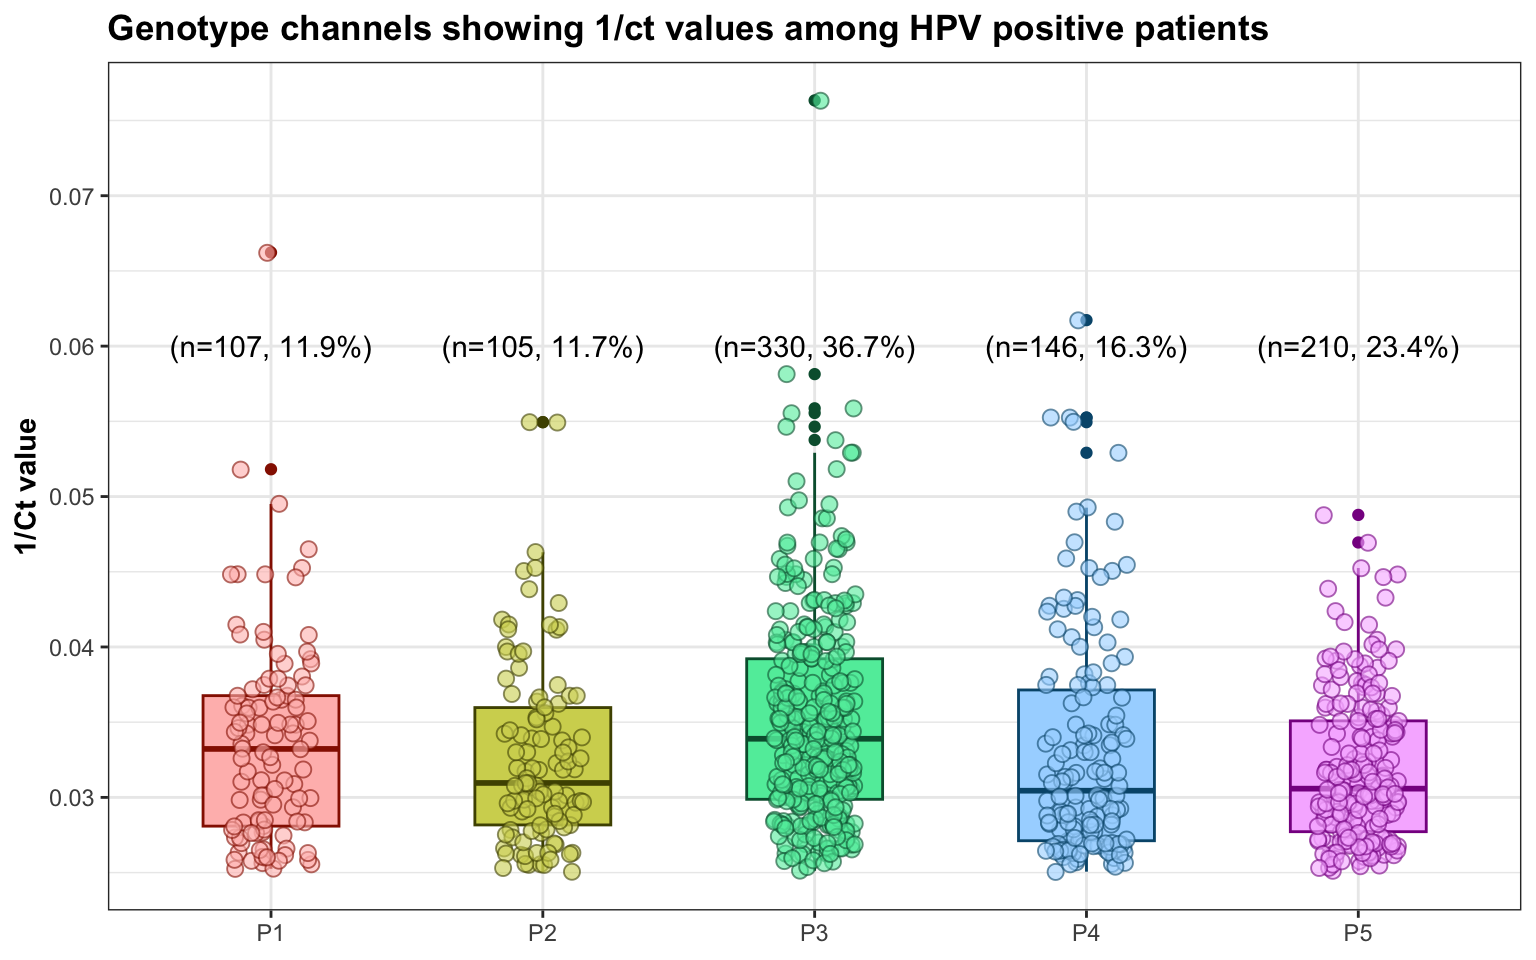 Genotype channels showing 1/ct values among HPV positive patients
1/Ct value
0.07
0.06
0.05
0.04
0.03
(n=107, 11.9%)
(n=105, 11.7%)
(n=330, 36.7%)
(n=146, 16.3%)
(n=210, 23.4%)
P1
P2
P3
P4
P5